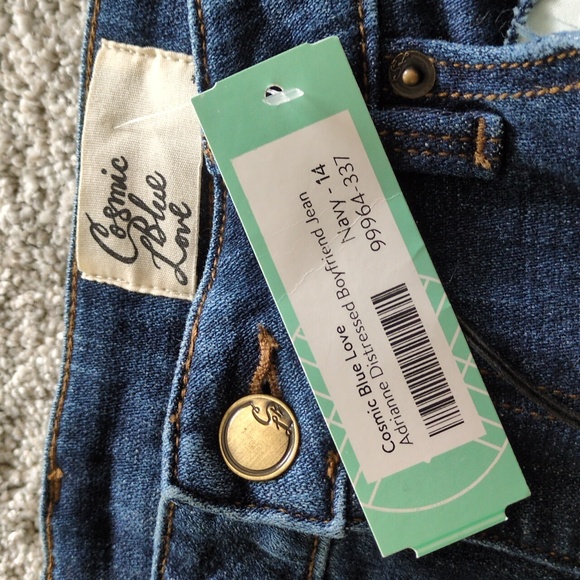 Cosmic
Blue
Love
Cosmic Blue Love
Adrianne Distressed Boyfriend Jean
Navy - 14
99964-337